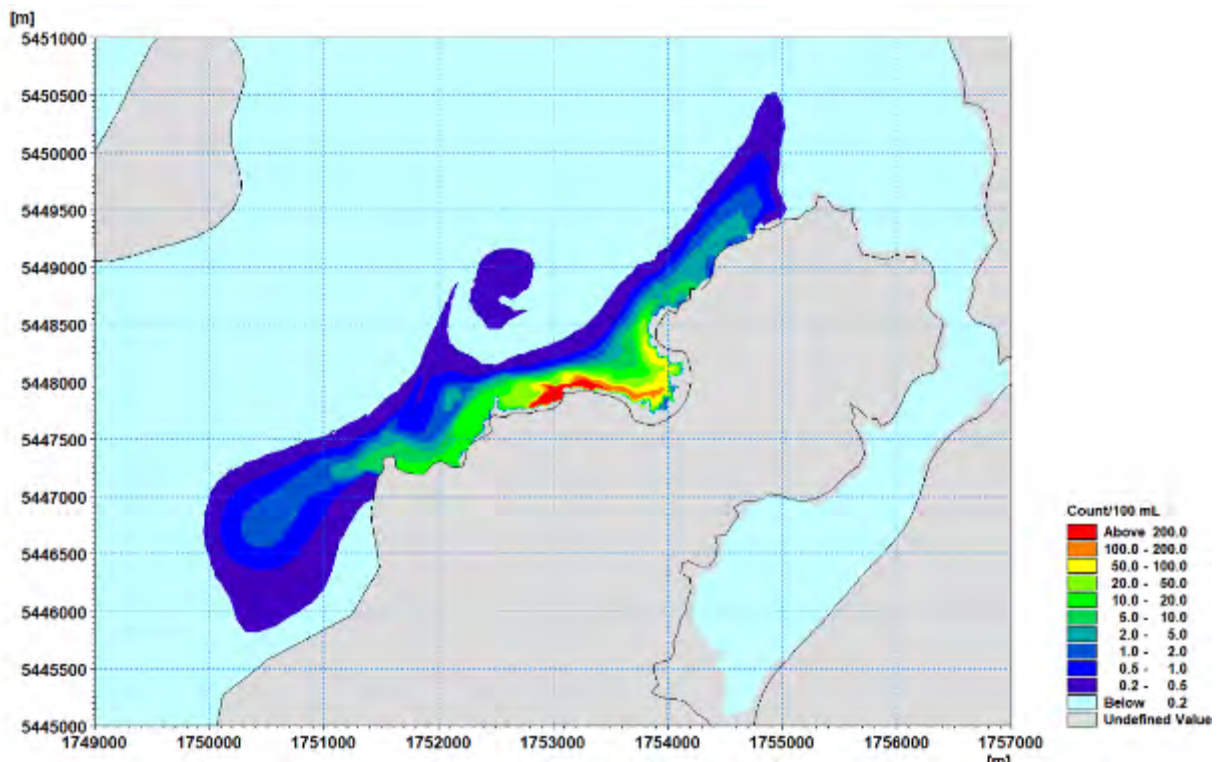 [m]
5451000
5450500
5450000
5449500
5449000
5448500
5448000
5447500
5447000
5446500
5446000
5445500
5445000
1749000 1750000 1751000 1752000 1753000 1754000 1755000 1756000 1757000
[m]
Count/100 mL
Above 200.0
100.0 - 200.0
50.0 - 100.0
20.0 - 50.0
10.0 - 20.0
5.0 - 10.0
2.0 - 5.0
1.0 - 2.0
0.5 - 1.0
0.2 - 0.5
Below 0.2
Undefined Value